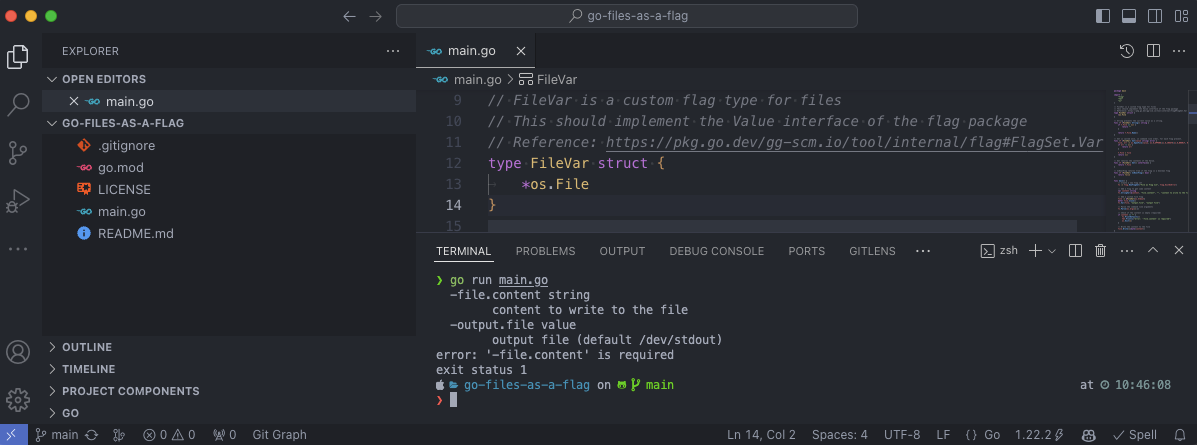 go-files-as-a-flag
EXPLORER
OPEN EDITORS
main.go
GO-FILES-AS-A-FLAG
.gitignore
go.mod
LICENSE
main.go
README.md
OUTLINE
TIMELINE
PROJECT COMPONENTS
GO
main.go
main.go > FileVar
9 // FileVar is a custom flag type for files
10 // This should implement the Value interface of the flag package
11 // Reference: https://pkg.go.dev/gg-scm.io/tool/internal/flag#FlagSet.Var
12 type FileVar struct {
13 *os.File
14 }
15
TERMINAL PROBLEMS OUTPUT DEBUG CONSOLE PORTS GITLENS ··· zsh
❯ go run main.go
-file.content string
content to write to the file
-output.file value
output file (default /dev/stdout)
error: '-file.content' is required
exit status 1
go-files-as-a-flag on main at 10:46:08
❯
main 0 0 0 Git Graph Ln 14, Col 2 Spaces: 4 UTF-8 LF {} Go 1.22.2 Spell